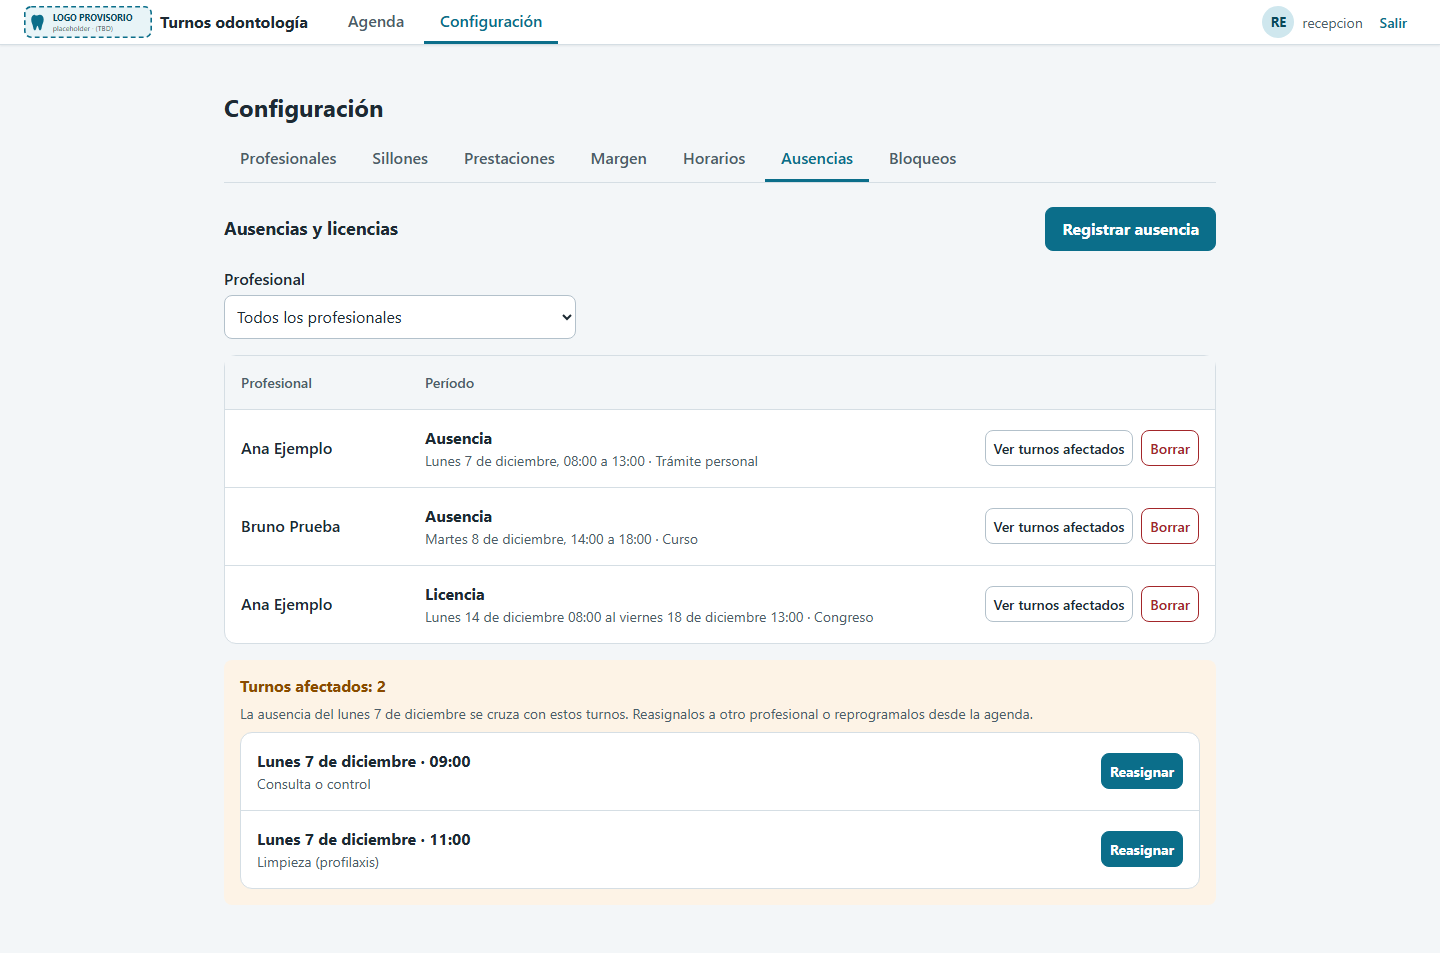 LOGO PROVISORIO
placeholder · (TBD)
Turnos odontología
Agenda
Configuración
RE
recepcion
Salir
Configuración
Profesionales
Sillones
Prestaciones
Margen
Horarios
Ausencias
Bloqueos
Ausencias y licencias
Registrar ausencia
Profesional
Todos los profesionales
Profesional
Período
Ana Ejemplo
Ausencia
Lunes 7 de diciembre, 08:00 a 13:00 · Trámite personal
Ver turnos afectados
Borrar
Bruno Prueba
Ausencia
Martes 8 de diciembre, 14:00 a 18:00 · Curso
Ver turnos afectados
Borrar
Ana Ejemplo
Licencia
Lunes 14 de diciembre 08:00 al viernes 18 de diciembre 13:00 · Congreso
Ver turnos afectados
Borrar
Turnos afectados: 2
La ausencia del lunes 7 de diciembre se cruza con estos turnos. Reasignalos a otro profesional o reprogramalos desde la agenda.
Lunes 7 de diciembre · 09:00
Consulta o control
Reasignar
Lunes 7 de diciembre · 11:00
Limpieza (profilaxis)
Reasignar